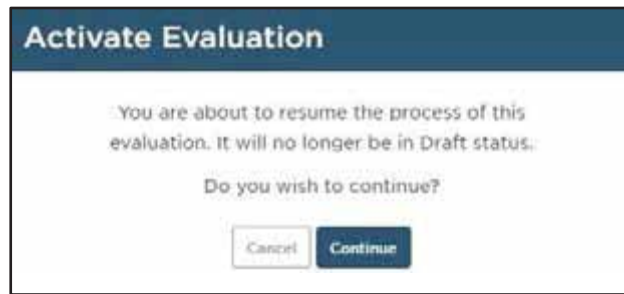 Activate Evaluation
You are about to resume the process of this
evaluation. It will no longer be in Draft status.
Do you wish to continue?
Cancel
Continue